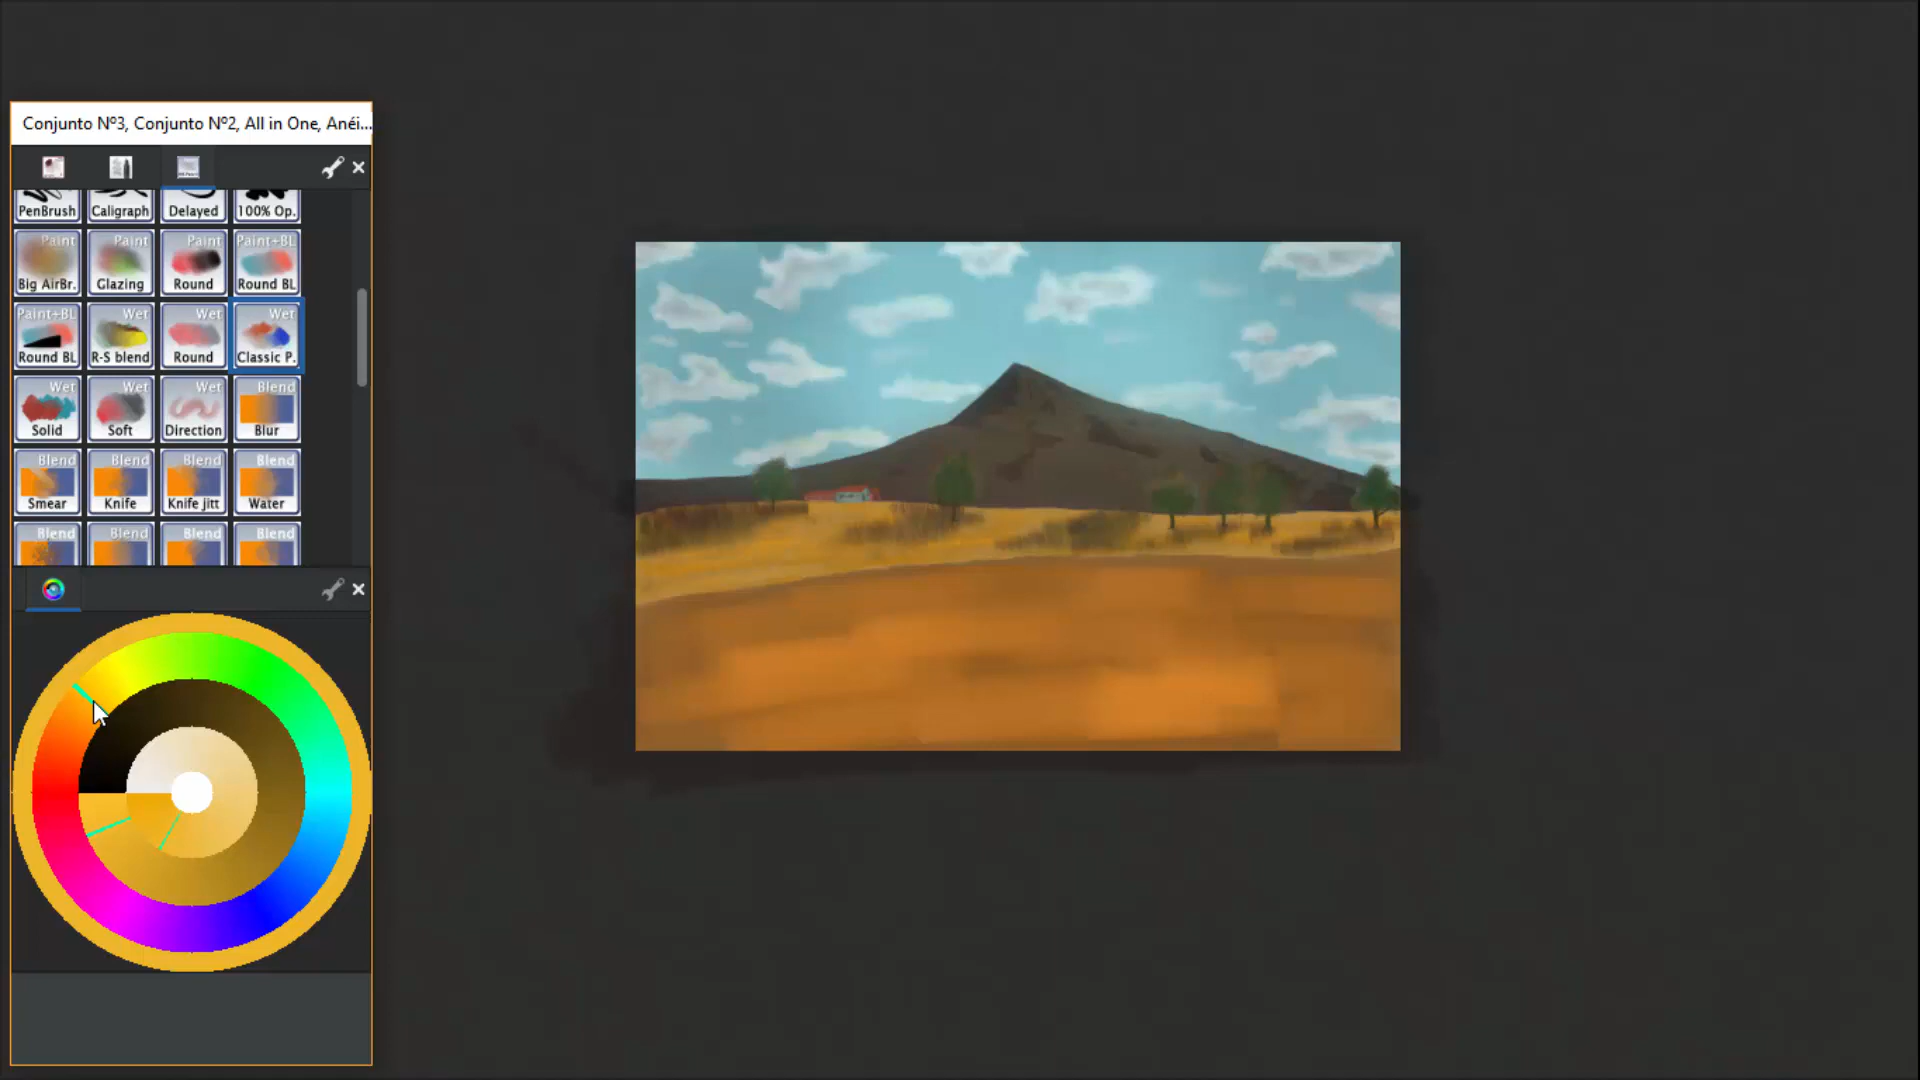 Conjunto Nº3, Conjunto Nº2, All in One, Anéi...
PenBrush Caligraph Delayed 100% Op.
Paint Paint Paint Paint+BL
Big AirBr. Glazing Round Round BL
Paint+BL Wet Wet Wet
Round BL R-S blend Round Classic P.
Wet Wet Wet Blend
Solid Soft Direction Blur
Blend Blend Blend Blend
Smear Knife Knife jitt Water
Blend Blend Blend Blend